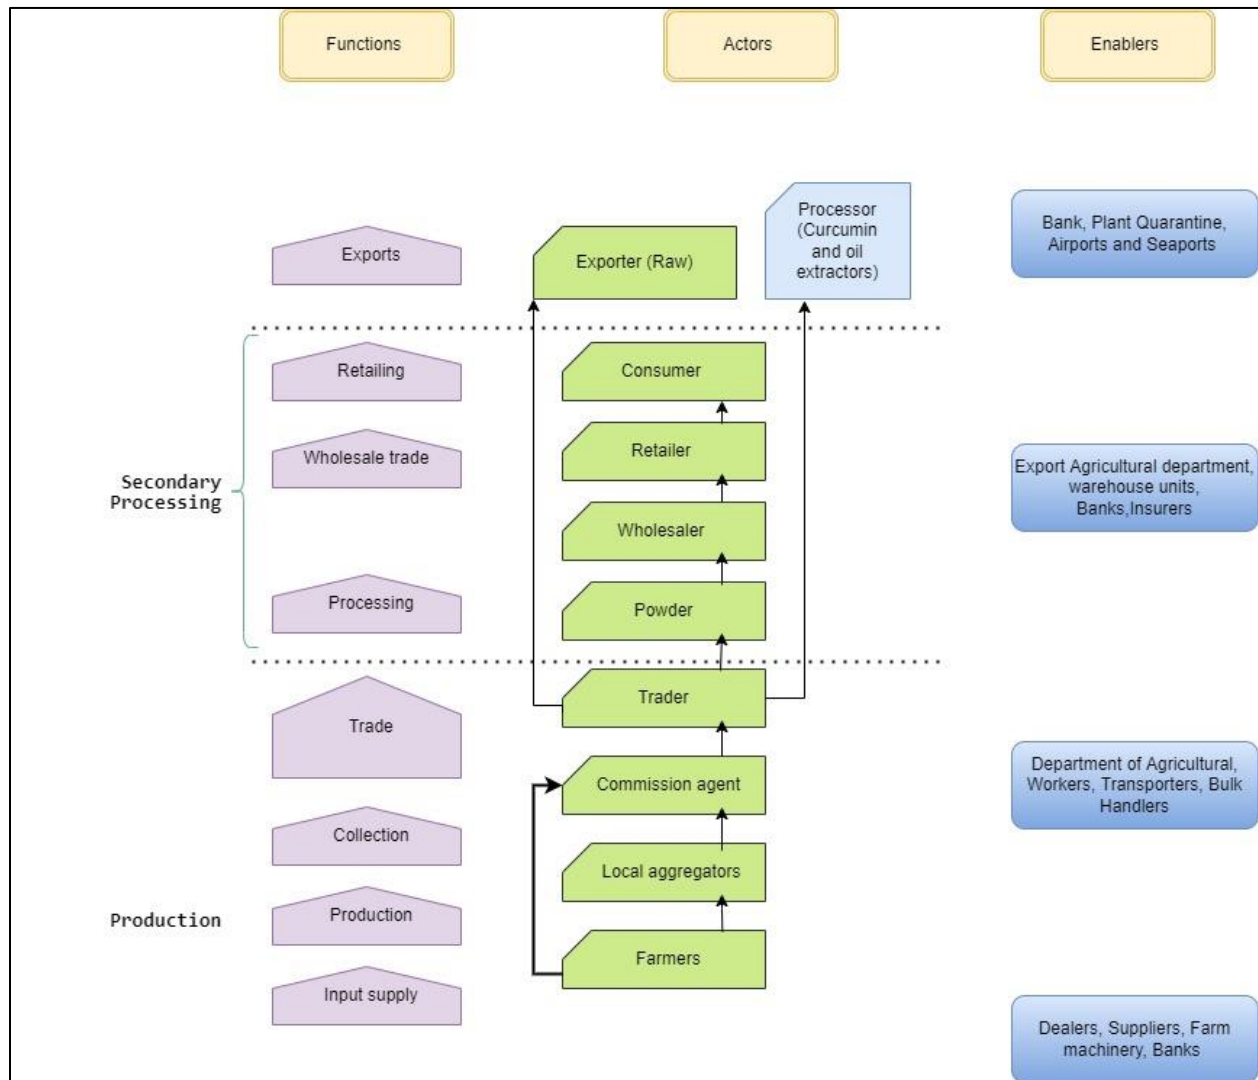 Functions
Actors
Enablers
Processor
(Curcumin
and oil
extractors)
Exports
Exporter (Raw)
Bank, Plant Quarantine,
Airports and Seaports
Retailing
Consumer
Wholesale trade
Retailer
Export Agricultural department,
warehouse units,
Banks,Insurers
Secondary
Processing
Wholesaler
Processing
Powder
Trade
Trader
Commission agent
Department of Agricultural,
Workers, Transporters, Bulk
Handlers
Collection
Local aggregators
Production
Production
Farmers
Input supply
Dealers, Suppliers, Farm
machinery, Banks